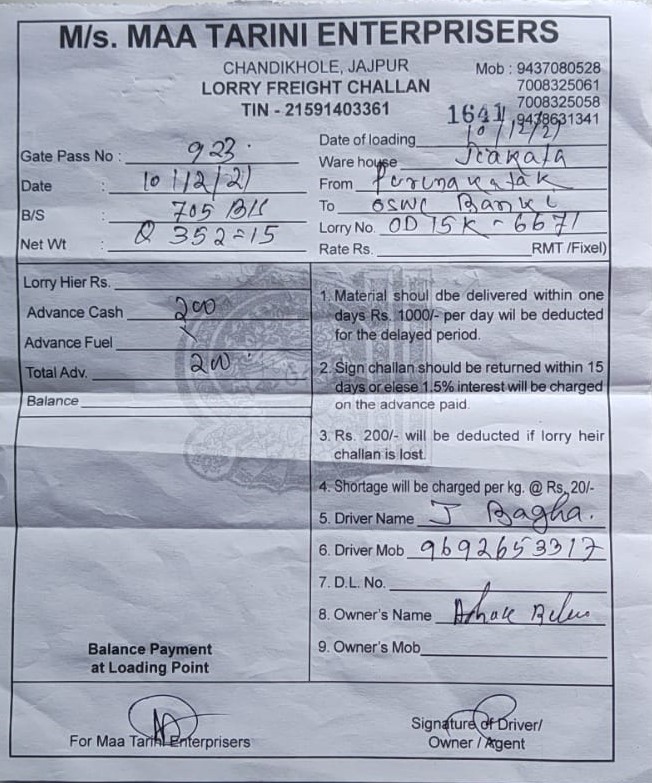 M/s. MAA TARINI ENTERPRISERS
CHANDIKHOLE, JAJPUR
LORRY FREIGHT CHALLAN
TIN - 21591403361
Mob : 9437080528
7008325061
7008325058
9438631341
1641
Gate Pass No : 923
Date : 10/12/21
B/S : 705 B/S
Net Wt : Q 352=15
Date of loading 10/12/21
Ware house
From Purunakatak
To OSWC Banki
Lorry No. OD 15K-6671
Rate Rs. RMT /Fixel)
Lorry Hier Rs.
Advance Cash 200
Advance Fuel X
Total Adv. 200
Balance
1. Material shoul dbe delivered within one
days Rs. 1000/- per day wil be deducted
for the delayed period.
2. Sign challan should be returned within 15
days or elese 1.5% interest will be charged
on the advance paid.
3. Rs. 200/- will be deducted if lorry heir
challan is lost.
4. Shortage will be charged per kg. @ Rs. 20/-
5. Driver Name J Bagha.
6. Driver Mob 9692653317
7. D.L. No.
8. Owner's Name
9. Owner's Mob
Balance Payment
at Loading Point
For Maa Tarini Enterprisers
Signature of Driver/
Owner / Agent